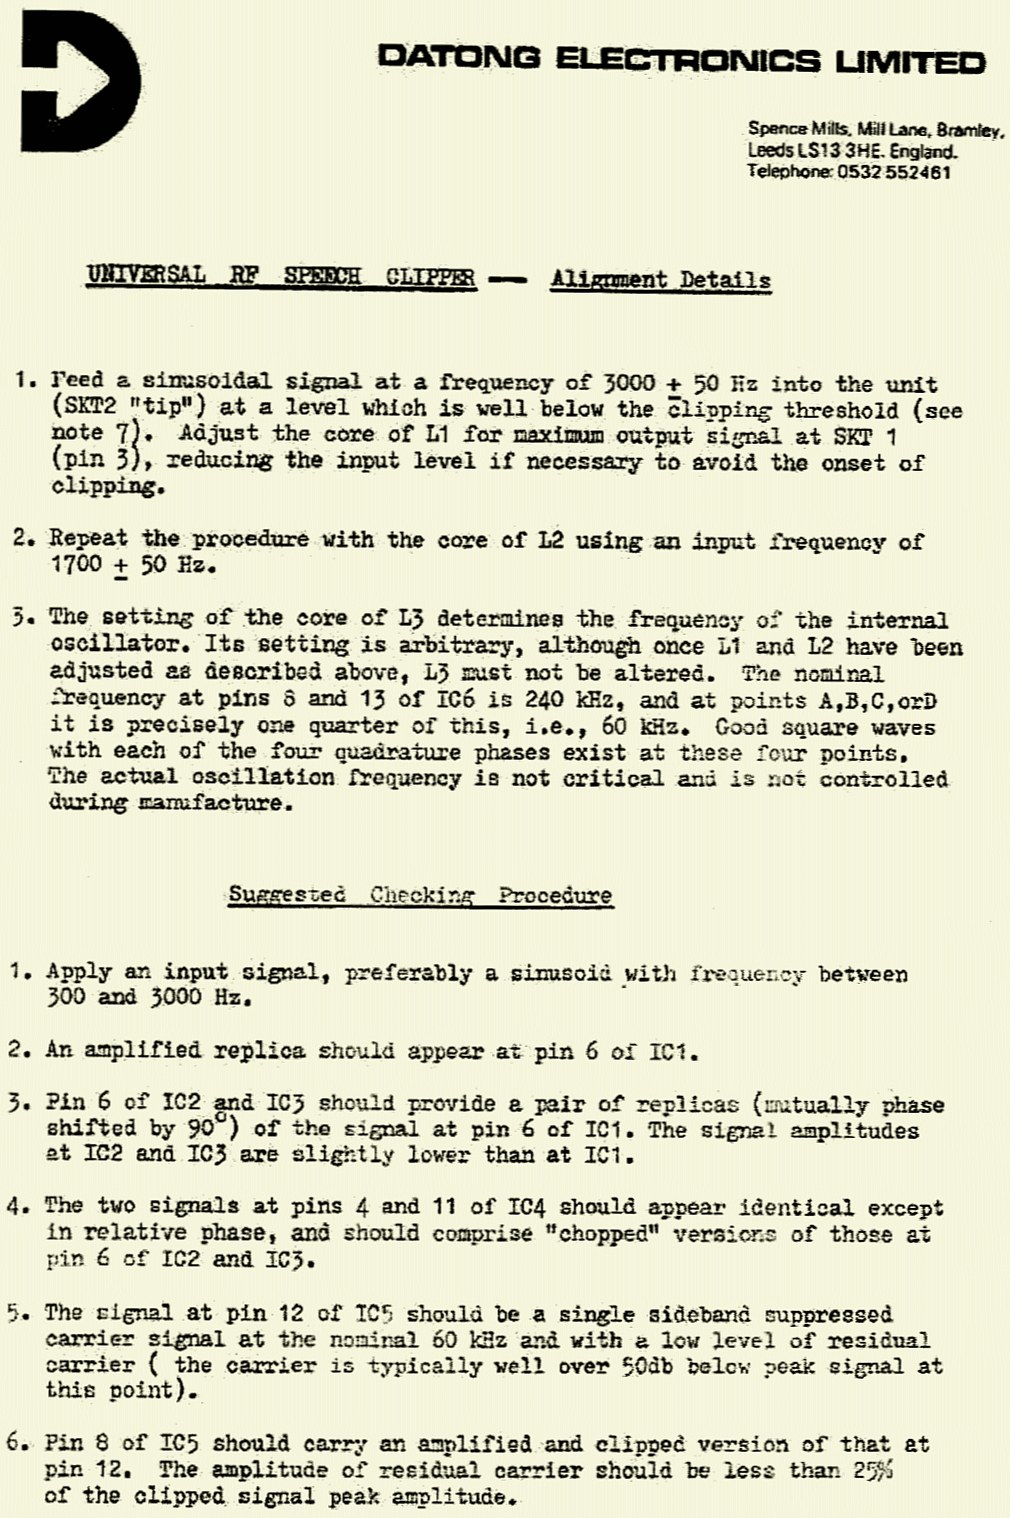 DATONG ELECTRONICS LIMITED
Spence Mills, Mill Lane, Bramley,
Leeds LS13 3HE. England.
Telephone: 0532 552461
UNIVERSAL RF SPEECH CLIPPER — Alignment Details
1. Feed a sinusoidal signal at a frequency of 3000 ± 50 Hz into the unit
(SKT2 "tip") at a level which is well below the clipping threshold (see
note 7). Adjust the core of L1 for maximum output signal at SKT 1
(pin 3), reducing the input level if necessary to avoid the onset of
clipping.
2. Repeat the procedure with the core of L2 using an input frequency of
1700 ± 50 Hz.
3. The setting of the core of L3 determines the frequency of the internal
oscillator. Its setting is arbitrary, although once L1 and L2 have been
adjusted as described above, L3 must not be altered. The nominal
frequency at pins 8 and 13 of IC6 is 240 kHz, and at points A,B,C,orD
it is precisely one quarter of this, i.e., 60 kHz. Good square waves
with each of the four quadrature phases exist at these four points.
The actual oscillation frequency is not critical and is not controlled
during manufacture.
Suggested Checking Procedure
1. Apply an input signal, preferably a sinusoid with frequency between
300 and 3000 Hz.
2. An amplified replica should appear at pin 6 of IC1.
3. Pin 6 of IC2 and IC3 should provide a pair of replicas (mutually phase
shifted by 90°) of the signal at pin 6 of IC1. The signal amplitudes
at IC2 and IC3 are slightly lower than at IC1.
4. The two signals at pins 4 and 11 of IC4 should appear identical except
in relative phase, and should comprise "chopped" versions of those at
pin 6 of IC2 and IC3.
5. The signal at pin 12 of IC5 should be a single sideband suppressed
carrier signal at the nominal 60 kHz and with a low level of residual
carrier ( the carrier is typically well over 50db below peak signal at
this point).
6. Pin 8 of IC5 should carry an amplified and clipped version of that at
pin 12. The amplitude of residual carrier should be less than 25%
of the clipped signal peak amplitude.